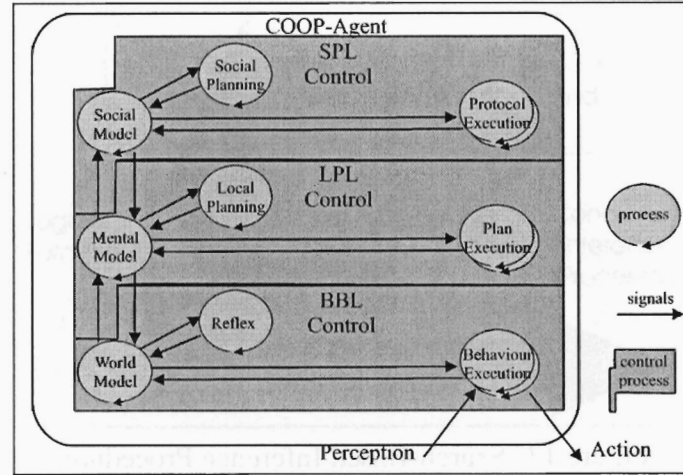 COOP-Agent
SPL
Control
Social
Planning
Social
Model
Protocol
Execution
LPL
Control
Local
Planning
Mental
Model
Plan
Execution
BBL
Control
Reflex
World
Model
Behaviour
Execution
Perception
Action
process
signals
control
process